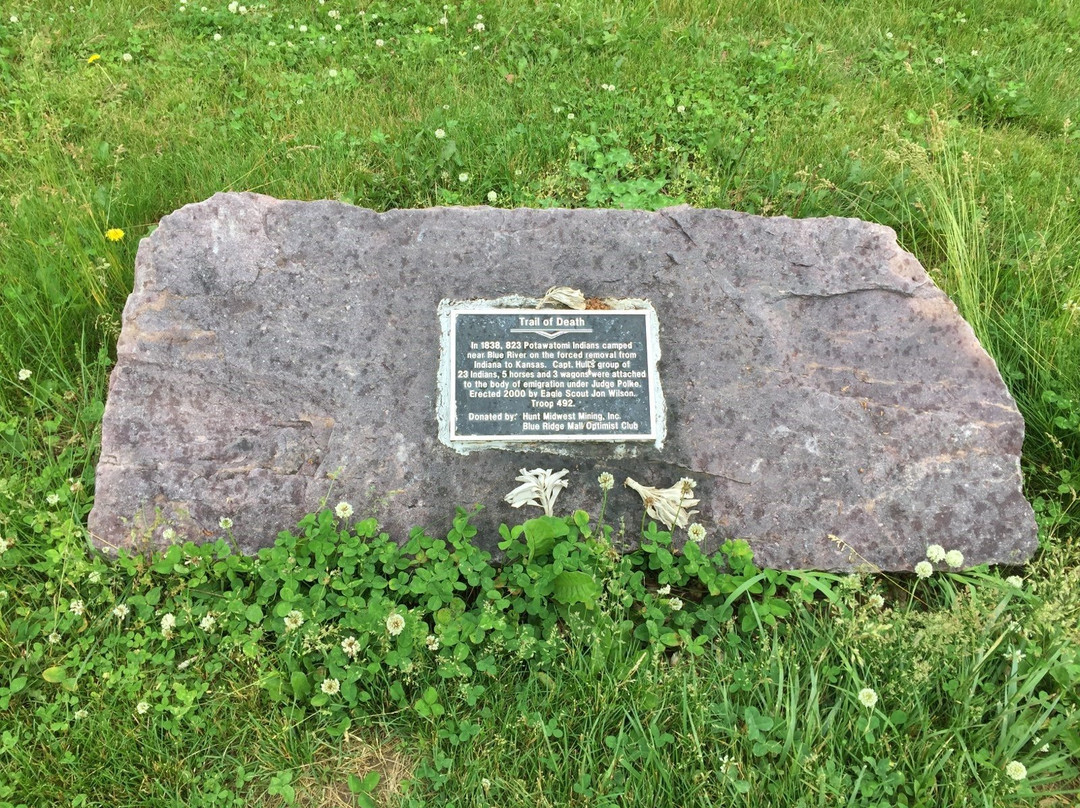 Trail of Death
In 1838, 823 Potawatomi Indians camped
near Blue River on the forced removal from
Indiana to Kansas. Capt. Hull's group of
23 Indians, 5 horses and 3 wagons were attached
to the body of emigration under Judge Polke.
Erected 2000 by Eagle Scout Jon Wilson.
Troop 492.
Donated by: Hunt Midwest Mining, Inc.
Blue Ridge Mall Optimist Club